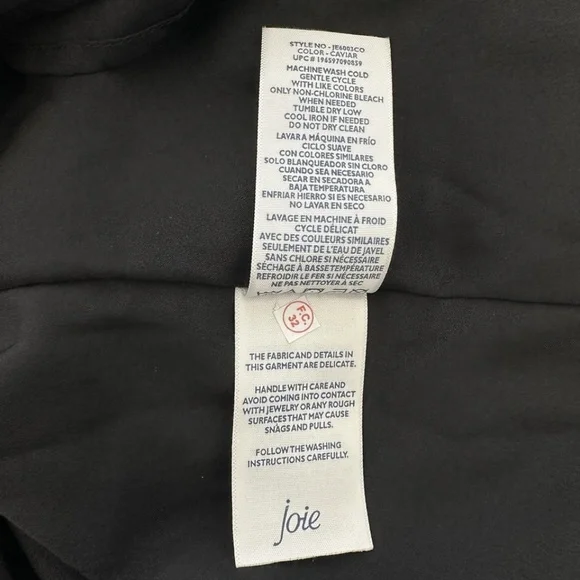 STYLE NO - JE6003CO
COLOR - CAVIAR
UPC # 196597090859
MACHINE WASH COLD
GENTLE CYCLE
WITH LIKE COLORS
ONLY NON-CHLORINE BLEACH
WHEN NEEDED
TUMBLE DRY LOW
COOL IRON IF NEEDED
DO NOT DRY CLEAN
LAVAR A MÁQUINA EN FRÍO
CICLO SUAVE
CON COLORES SIMILARES
SOLO BLANQUEADOR SIN CLORO
CUANDO SEA NECESARIO
SECAR EN SECADORA A
BAJA TEMPERATURA
ENFRIAR HIERRO SI ES NECESARIO
NO LAVAR EN SECO
LAVAGE EN MACHINE À FROID
CYCLE DÉLICAT
AVEC DES COULEURS SIMILAIRES
SEULEMENT DE L'EAU DE JAVEL
SANS CHLORE SI NÉCESSAIRE
SÉCHAGE À BASSE TEMPÉRATURE
REFROIDIR LE FER SI NÉCESSAIRE
NE PAS NETTOYER À SEC
F.C.
32
THE FABRIC AND DETAILS IN
THIS GARMENT ARE DELICATE.
HANDLE WITH CARE AND
AVOID COMING INTO CONTACT
WITH JEWELRY OR ANY ROUGH
SURFACES THAT MAY CAUSE
SNAGS AND PULLS.
FOLLOW THE WASHING
INSTRUCTIONS CAREFULLY.
joie